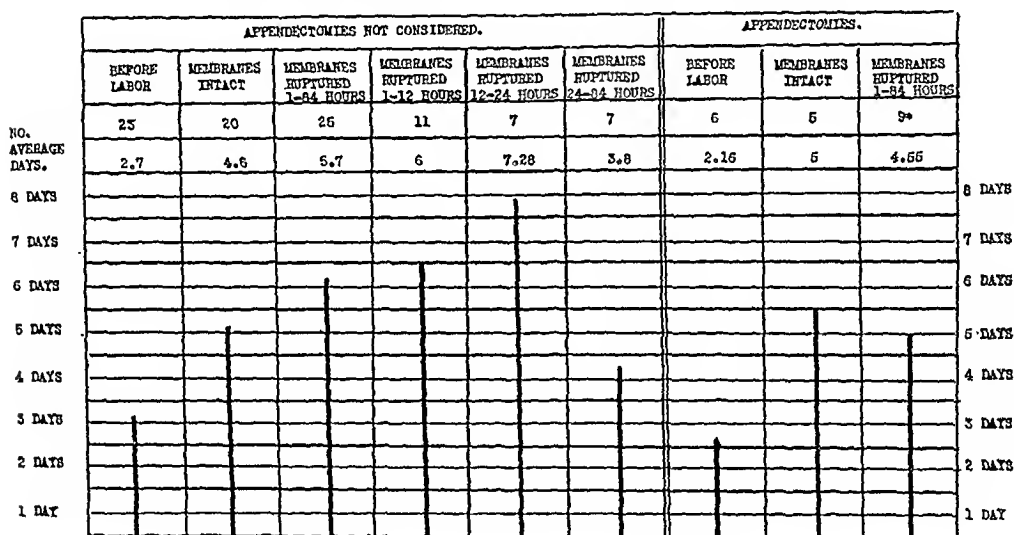 APPENDECTOMIES NOT CONSIDERED. APPENDECTOMIES.
BEFORE LABOR MEMBRANES INTACT MEMBRANES RUPTURED 1-84 HOURS MEMBRANES RUPTURED 1-12 HOURS MEMBRANES RUPTURED 12-24 HOURS MEMBRANES RUPTURED 24-84 HOURS BEFORE LABOR MEMBRANES INTACT MEMBRANES RUPTURED 1-84 HOURS
NO. 25 20 25 11 7 7 6 5 9*
AVERAGE DAYS. 2.7 4.6 5.7 6 7.28 3.8 2.16 5 4.55
8 DAYS 8 DAYS
7 DAYS 7 DAYS
6 DAYS 6 DAYS
5 DAYS 5 DAYS
4 DAYS 4 DAYS
3 DAYS 3 DAYS
2 DAYS 2 DAYS
1 DAY 1 DAY